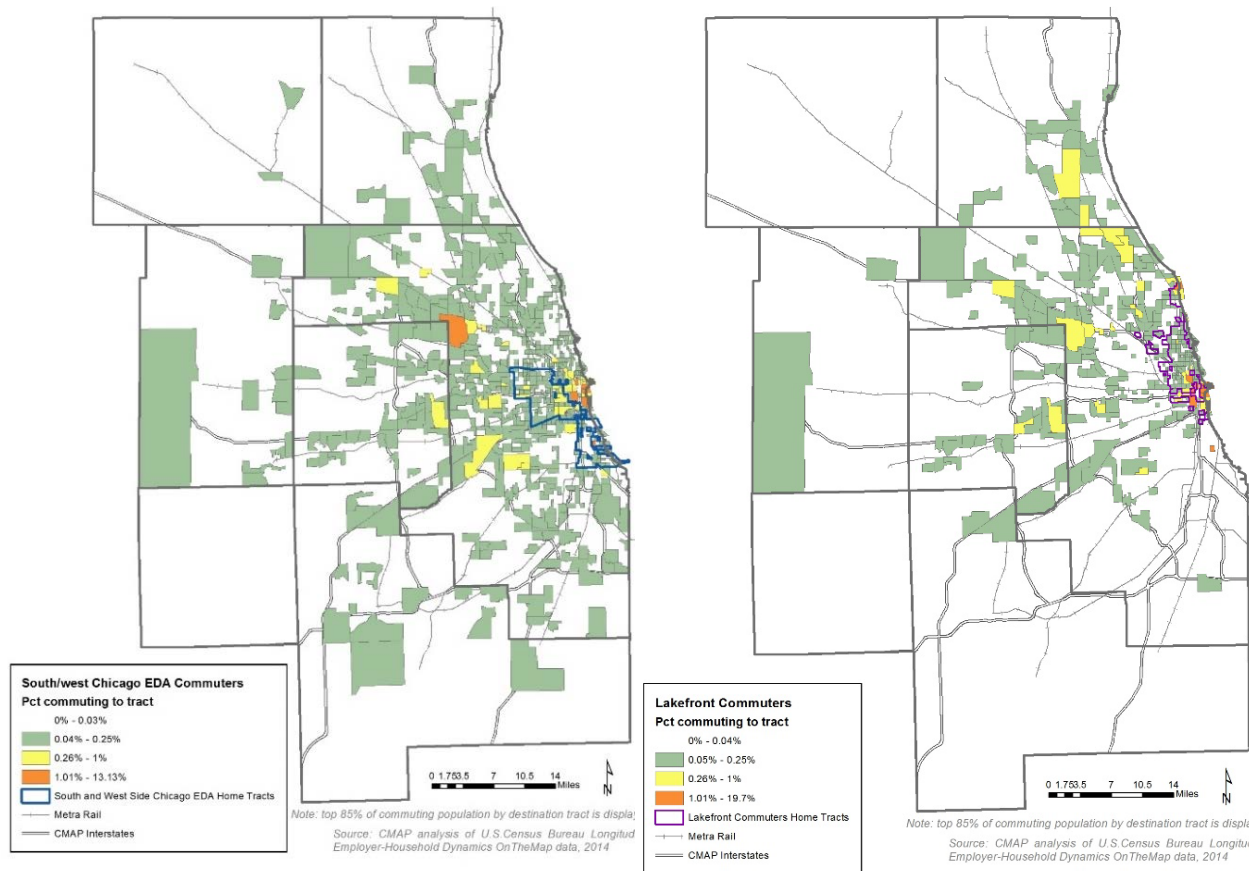 South/west Chicago EDA Commuters
Pct commuting to tract
0% - 0.03%
0.04% - 0.25%
0.26% - 1%
1.01% - 13.13%
South and West Side Chicago EDA Home Tracts
Metra Rail
CMAP Interstates
0 1.753.5 7 10.5 14
Miles
N
Note: top 85% of commuting population by destination tract is display
Source: CMAP analysis of U.S.Census Bureau Longitud
Employer-Household Dynamics OnTheMap data, 2014
Lakefront Commuters
Pct commuting to tract
0% - 0.04%
0.05% - 0.25%
0.26% - 1%
1.01% - 19.7%
Lakefront Commuters Home Tracts
Metra Rail
CMAP Interstates
0 1.753.5 7 10.5 14
Miles
N
Note: top 85% of commuting population by destination tract is displa
Source: CMAP analysis of U.S.Census Bureau Longitud
Employer-Household Dynamics OnTheMap data, 2014